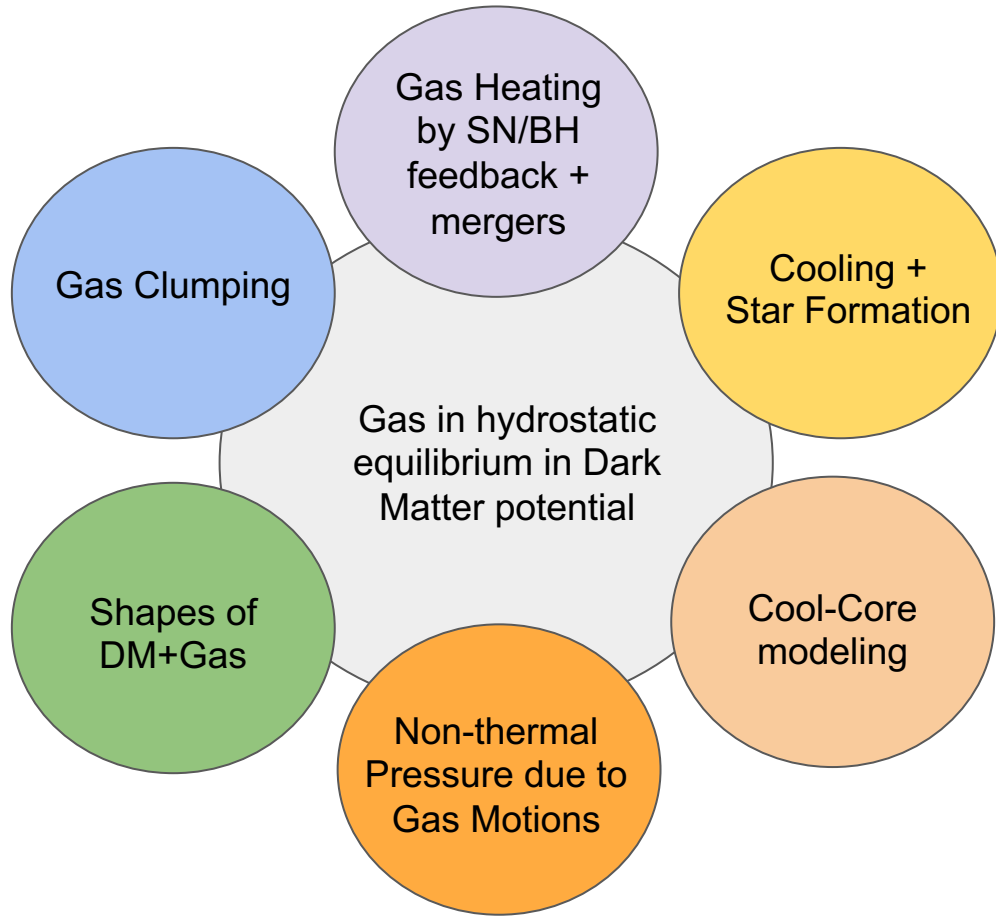 Gas Heating
by SN/BH
feedback +
mergers
Gas Clumping
Cooling +
Star Formation
Gas in hydrostatic
equilibrium in Dark
Matter potential
Shapes of
DM+Gas
Cool-Core
modeling
Non-thermal
Pressure due to
Gas Motions